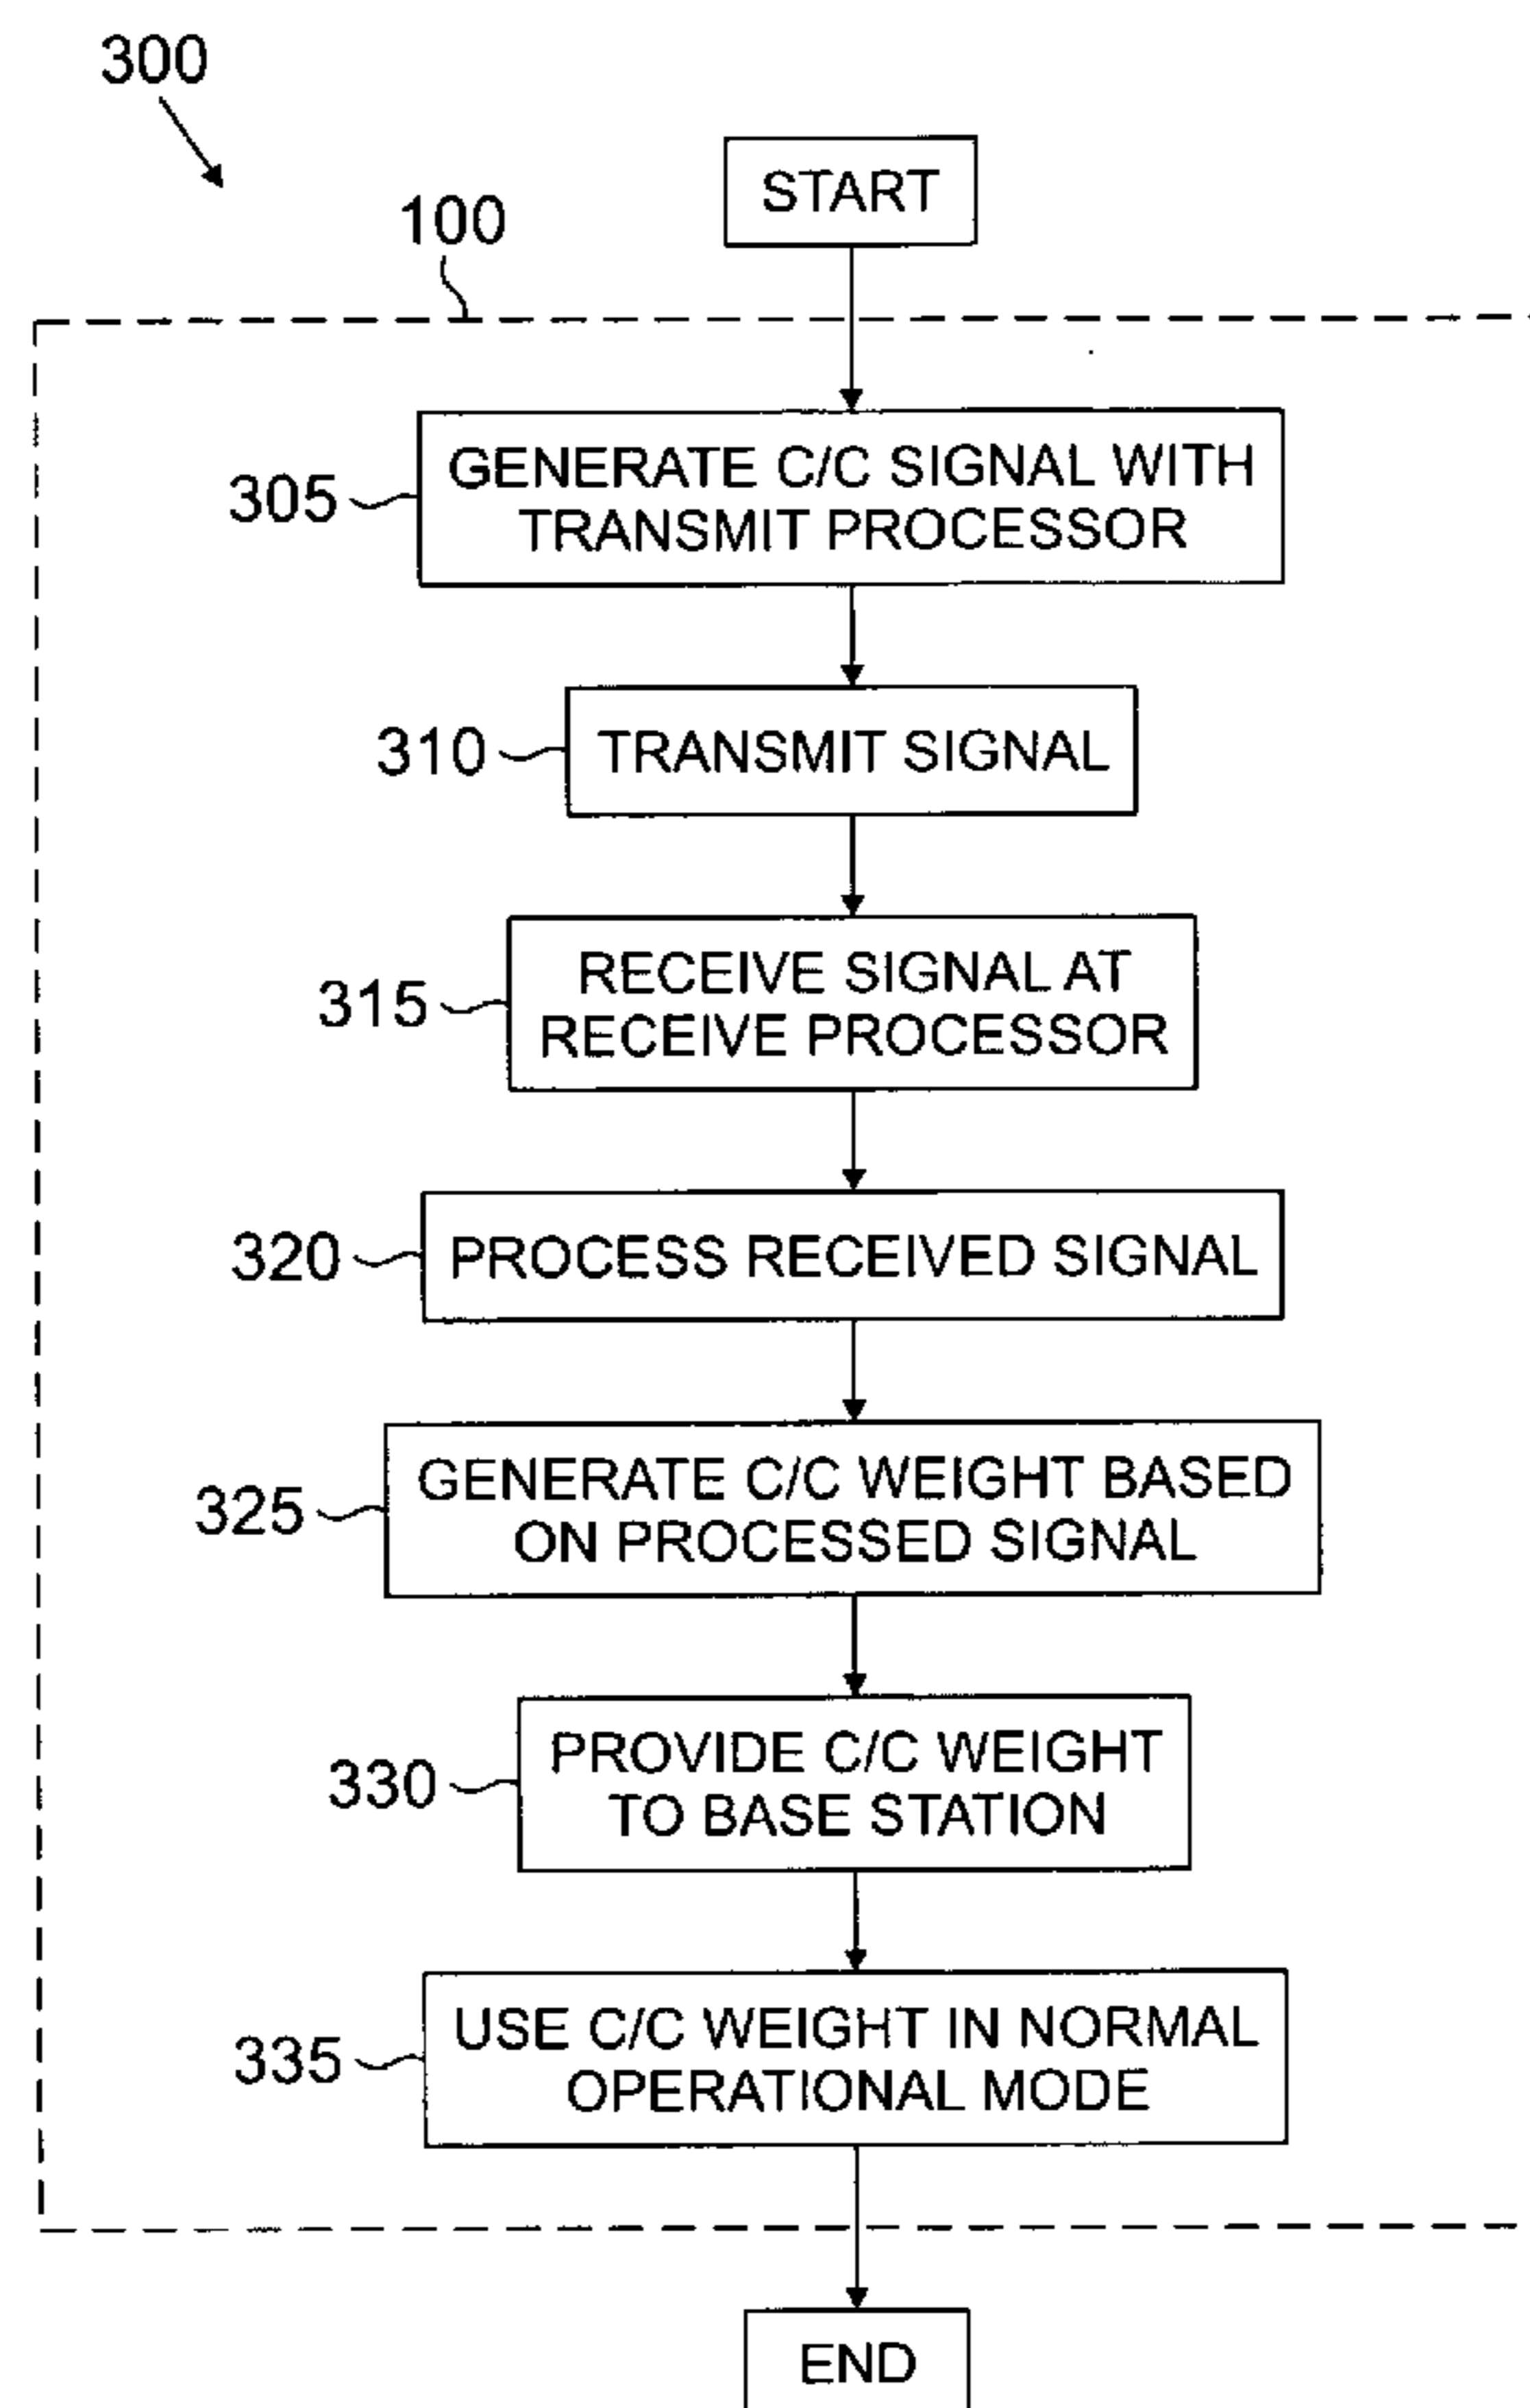 300
100
START
305
GENERATE C/C SIGNAL WITH
TRANSMIT PROCESSOR
310
TRANSMIT SIGNAL
315
RECEIVE SIGNAL AT
RECEIVE PROCESSOR
320
PROCESS RECEIVED SIGNAL
325
GENERATE C/C WEIGHT BASED
ON PROCESSED SIGNAL
330
PROVIDE C/C WEIGHT
TO BASE STATION
335
USE C/C WEIGHT IN NORMAL
OPERATIONAL MODE
END